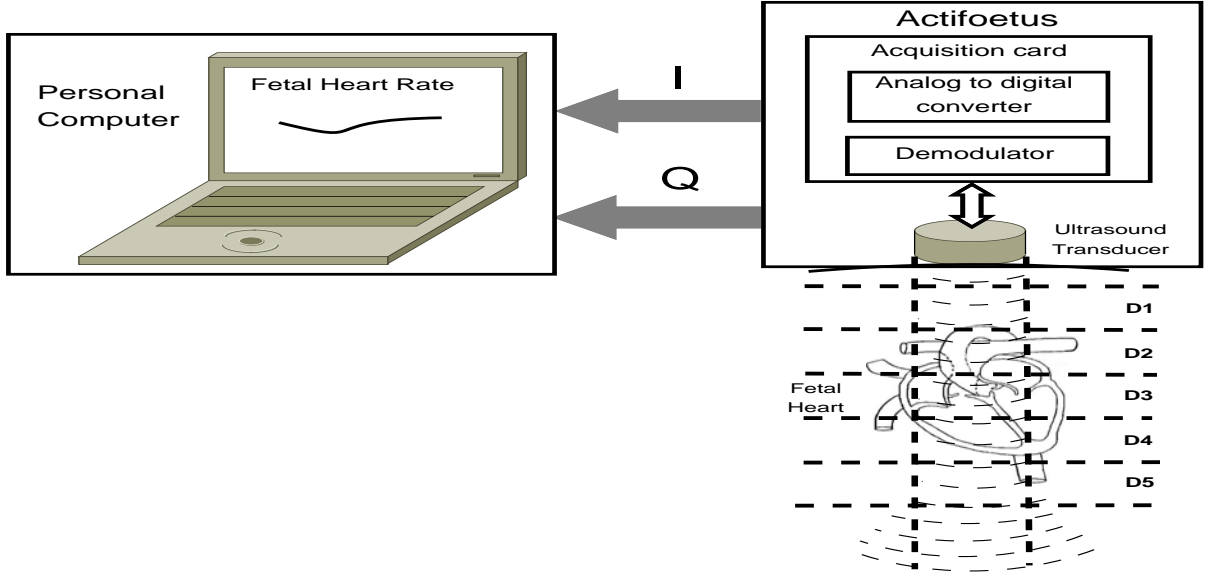 Actifoetus
Acquisition card
Analog to digital
converter
Demodulator
Ultrasound
Transducer
Personal
Computer
Fetal Heart Rate
I
Q
D1
D2
Fetal
Heart
D3
D4
D5